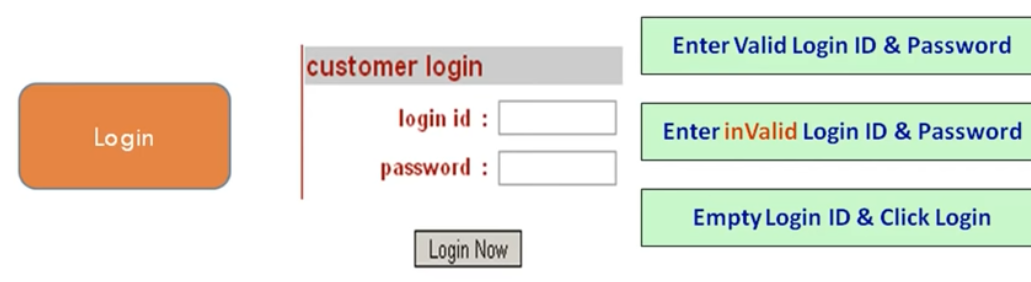 Login
customer login
login id :
password :
Login Now
Enter Valid Login ID & Password
Enter inValid Login ID & Password
Empty Login ID & Click Login